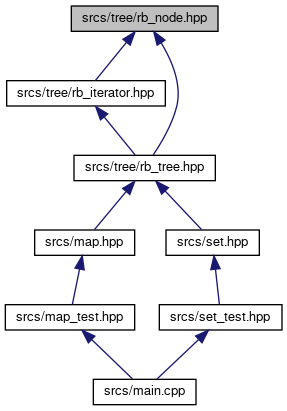 srcs/tree/rb_node.hpp
srcs/tree/rb_iterator.hpp
srcs/tree/rb_tree.hpp
srcs/map.hpp
srcs/set.hpp
srcs/map_test.hpp
srcs/set_test.hpp
srcs/main.cpp